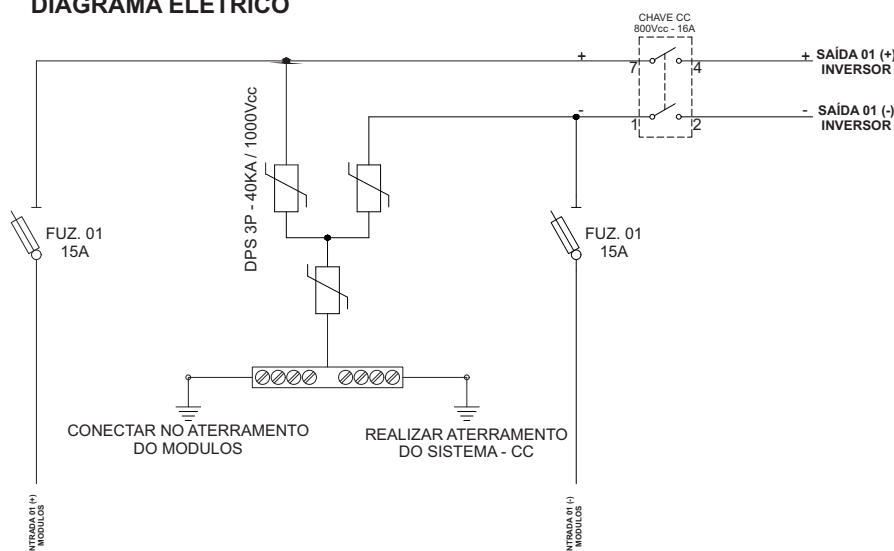 DIAGRAMA ELÉTRICO
CHAVE CC
800Vcc - 16A
+
7
4
+
SAÍDA 01 (+)
INVERSOR
-
1
2
-
SAÍDA 01 (-)
INVERSOR
DPS 3P - 40KA / 1000Vcc
FUZ. 01
15A
FUZ. 01
15A
CONECTAR NO ATERRAMENTO
DO MODULOS
REALIZAR ATERRAMENTO
DO SISTEMA - CC
NTRADA 01 (+)
MODULOS
NTRADA 01 (-)
MODULOS